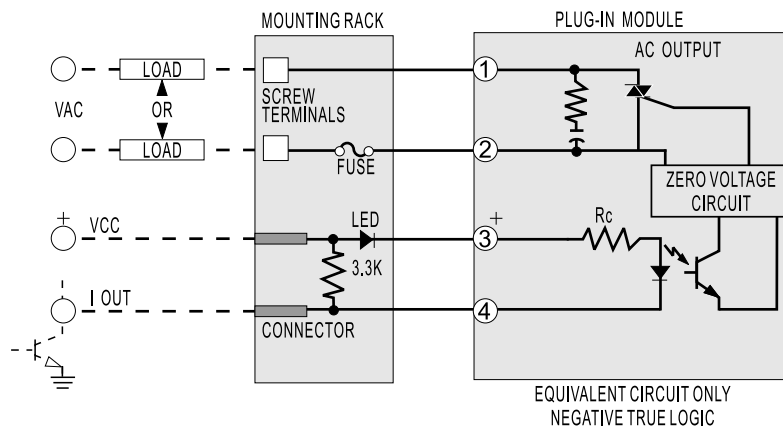 MOUNTING RACK
PLUG-IN MODULE
AC OUTPUT
LOAD
1
VAC
OR
SCREW
TERMINALS
LOAD
2
FUSE
ZERO VOLTAGE
CIRCUIT
+
VCC
LED
+
3
Rc
3.3K
I OUT
4
CONNECTOR
EQUIVALENT CIRCUIT ONLY
NEGATIVE TRUE LOGIC